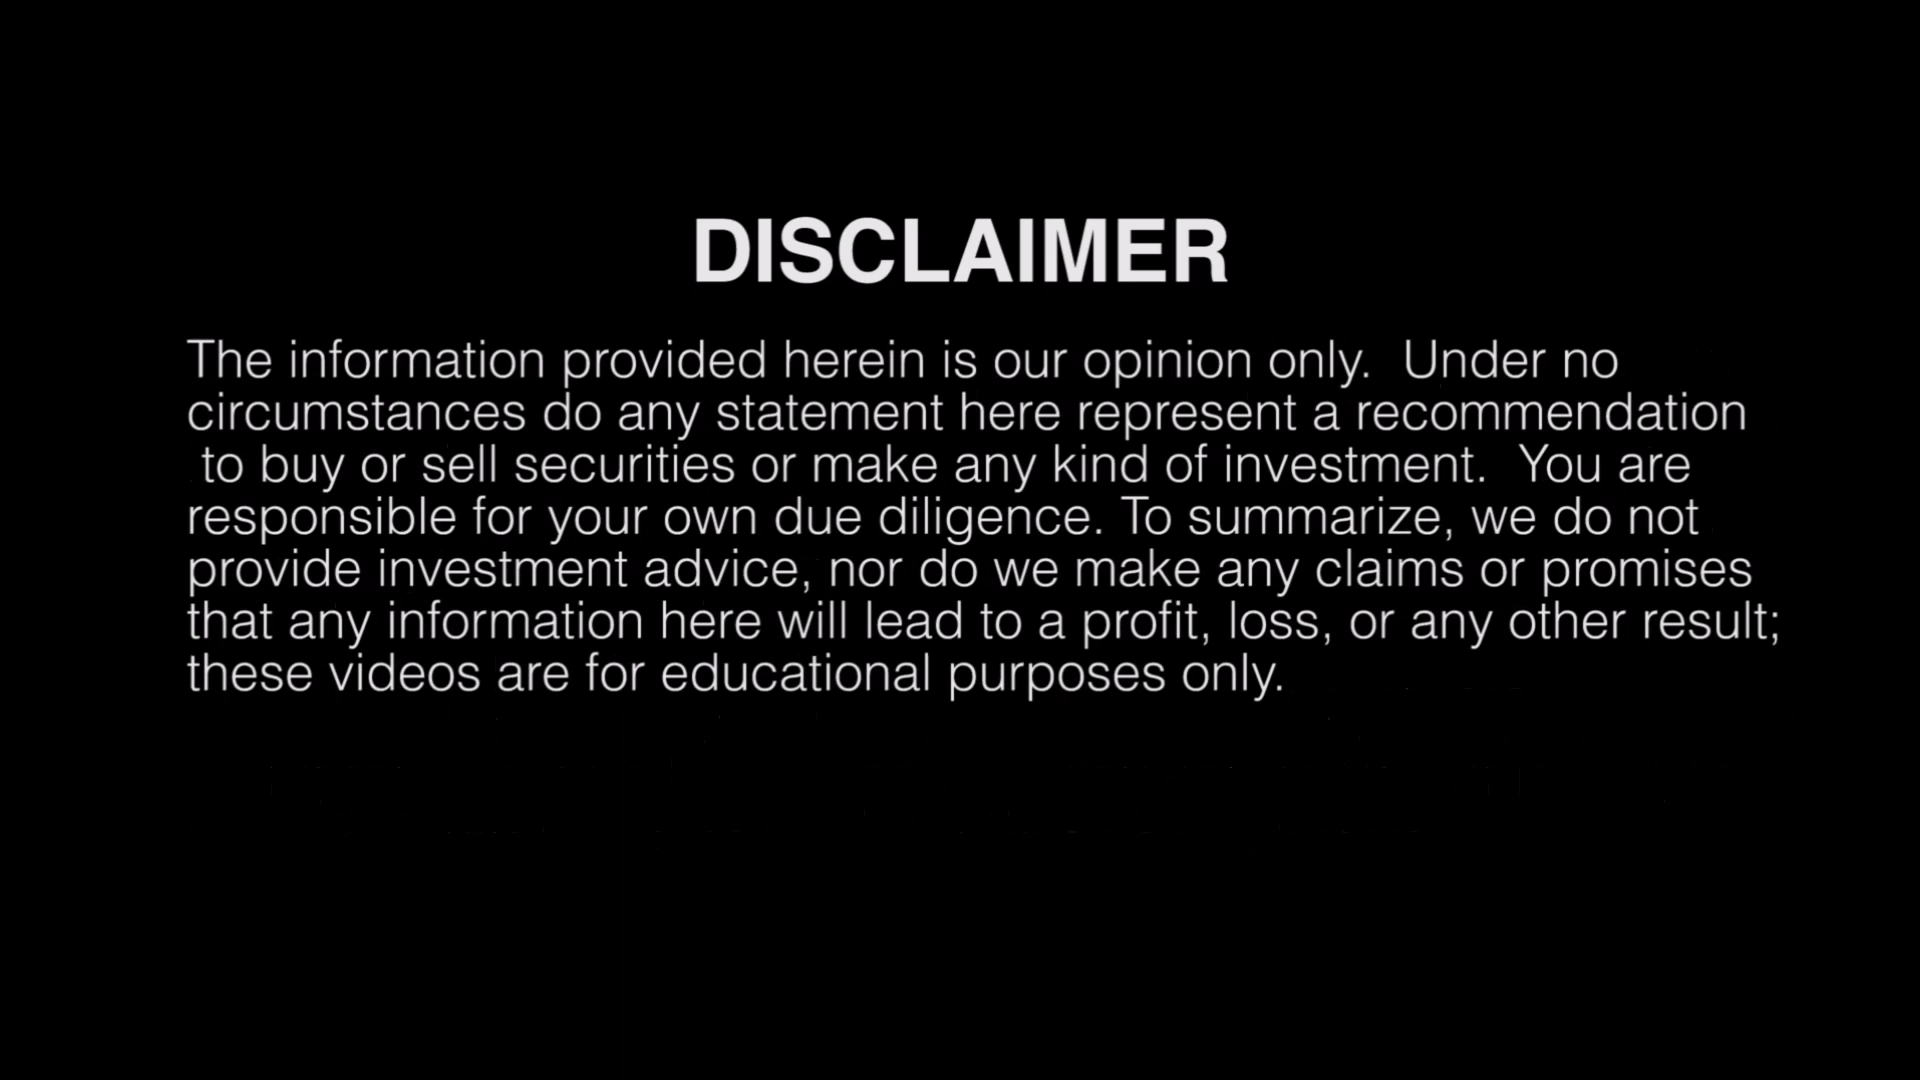 DISCLAIMER
The information provided herein is our opinion only.  Under no
circumstances do any statement here represent a recommendation
to buy or sell securities or make any kind of investment.  You are
responsible for your own due diligence. To summarize, we do not
provide investment advice, nor do we make any claims or promises
that any information here will lead to a profit, loss, or any other result;
these videos are for educational purposes only.